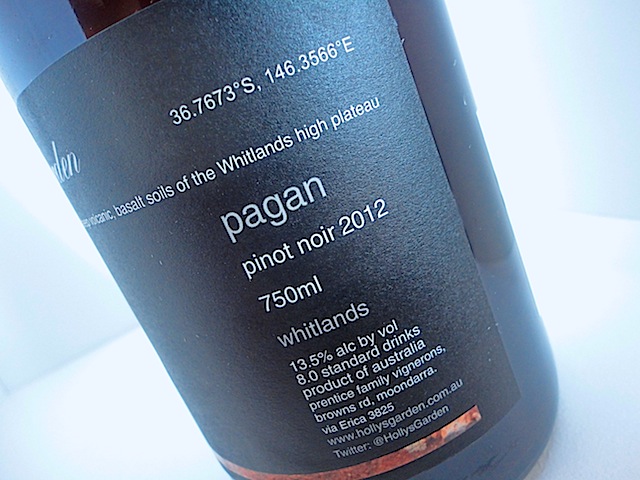 36.7673°S, 146.3566°E
volcanic, basalt soils of the Whitlands high plateau
pagan
pinot noir 2012
750ml
whitlands
13.5% alc by vol
8.0 standard drinks
product of australia
prentice family vignerons,
browns rd, moondarra.
via Erica 3825
www.hollysgarden.com.au
Twitter: @HollysGarden